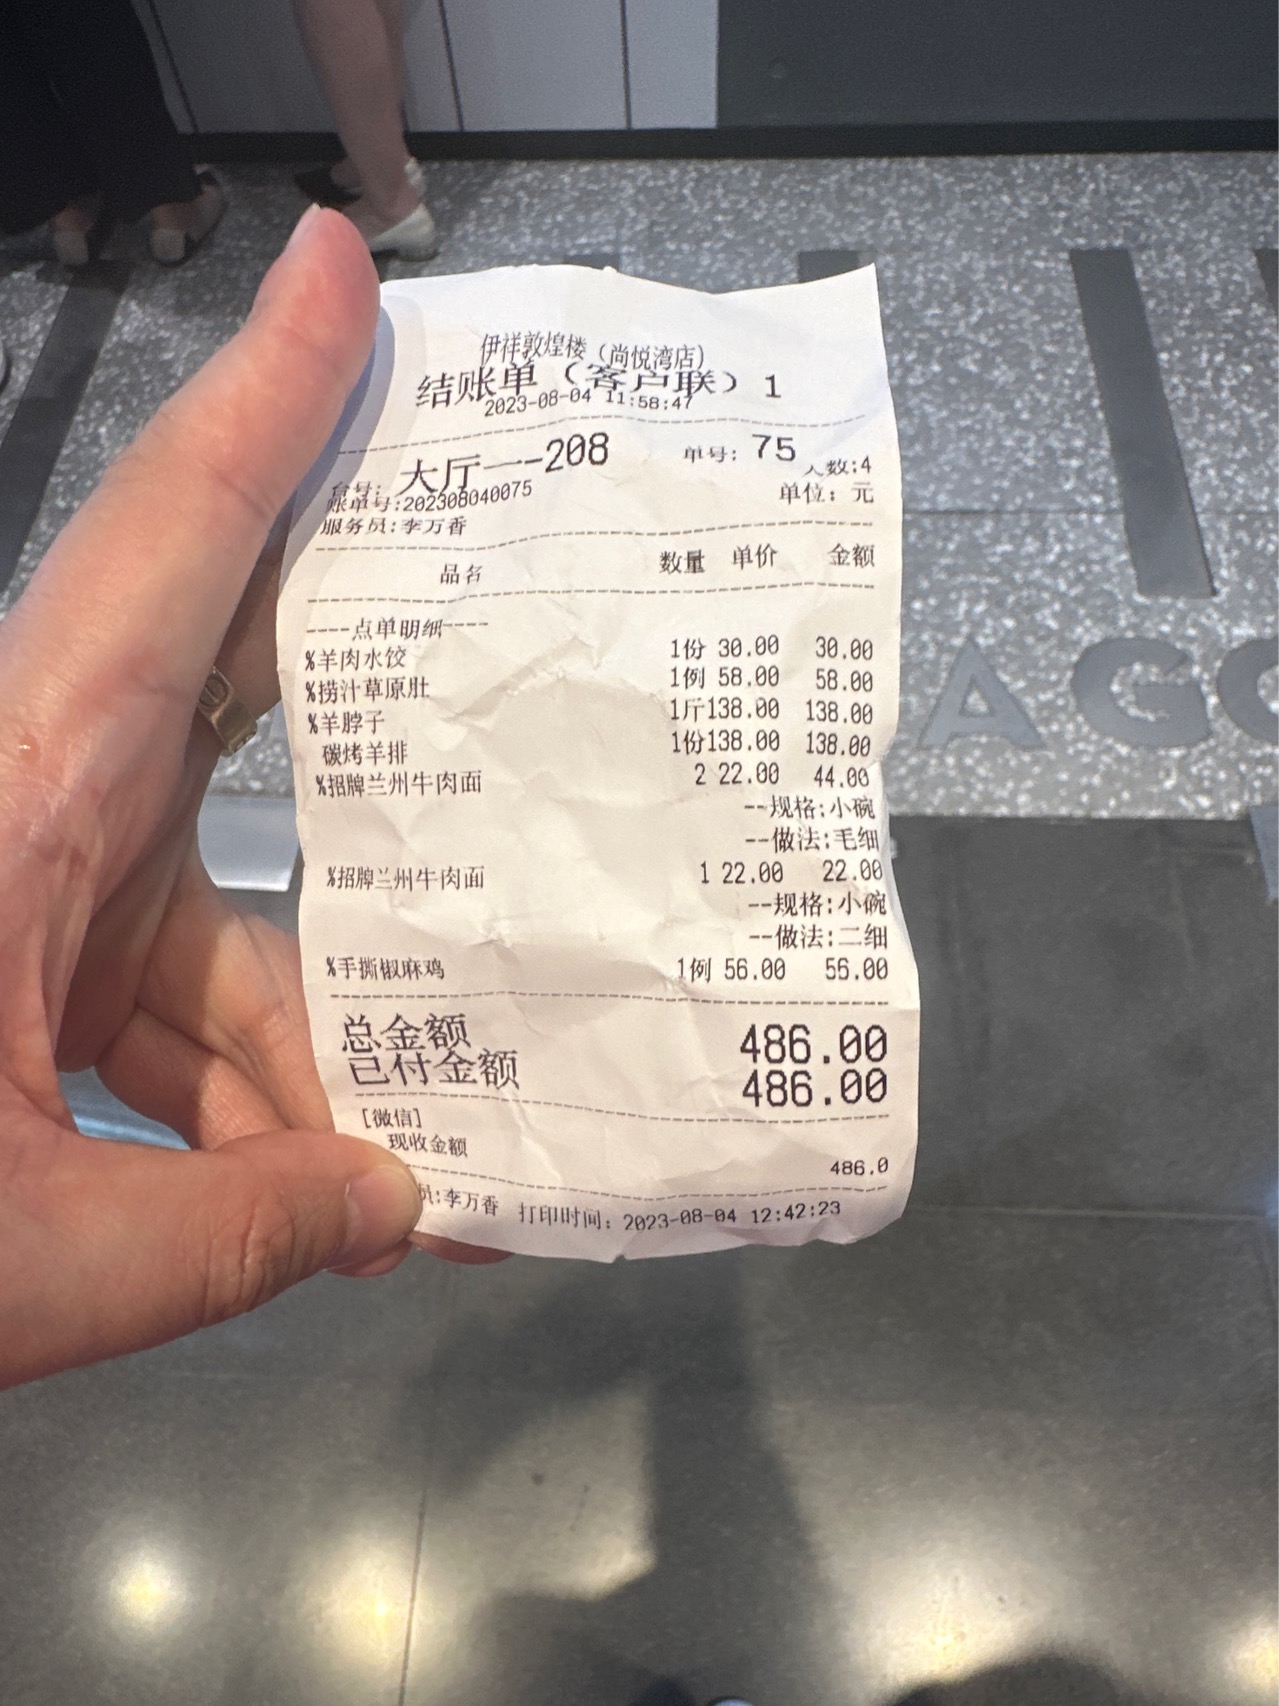 伊祥敦煌楼（尚悦湾店）
结账单（客户联）1
2023-08-04 11:58:47
台号: 大厅一--208 单号: 75 人数:4
账单号:202308040075 单位: 元
服务员:李万香
品名 数量 单价 金额
----点单明细----
%羊肉水饺 1份 30.00 30.00
%捞汁草原肚 1例 58.00 58.00
%羊脖子 1斤138.00 138.00
碳烤羊排 1份138.00 138.00
%招牌兰州牛肉面 2 22.00 44.00
--规格:小碗
--做法:毛细
%招牌兰州牛肉面 1 22.00 22.00
--规格:小碗
--做法:二细
%手撕椒麻鸡 1例 56.00 56.00
总金额 486.00
已付金额 486.00
[微信]
现收金额 486.0
员:李万香 打印时间: 2023-08-04 12:42:23
AG